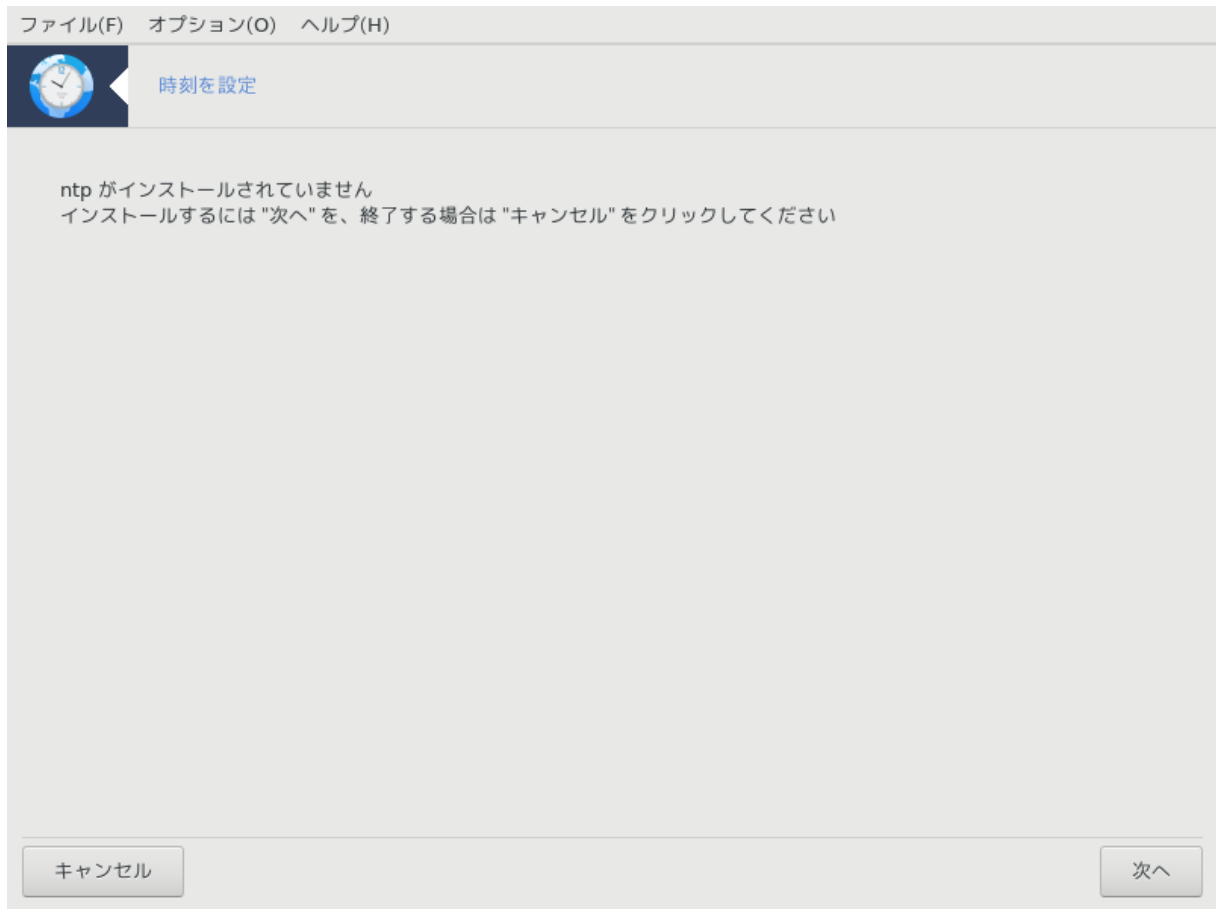 ファイル(F) オプション(O) ヘルプ(H)
時刻を設定
ntp がインストールされていません
インストールするには "次へ" を、終了する場合は "キャンセル" をクリックしてください
キャンセル 次へ